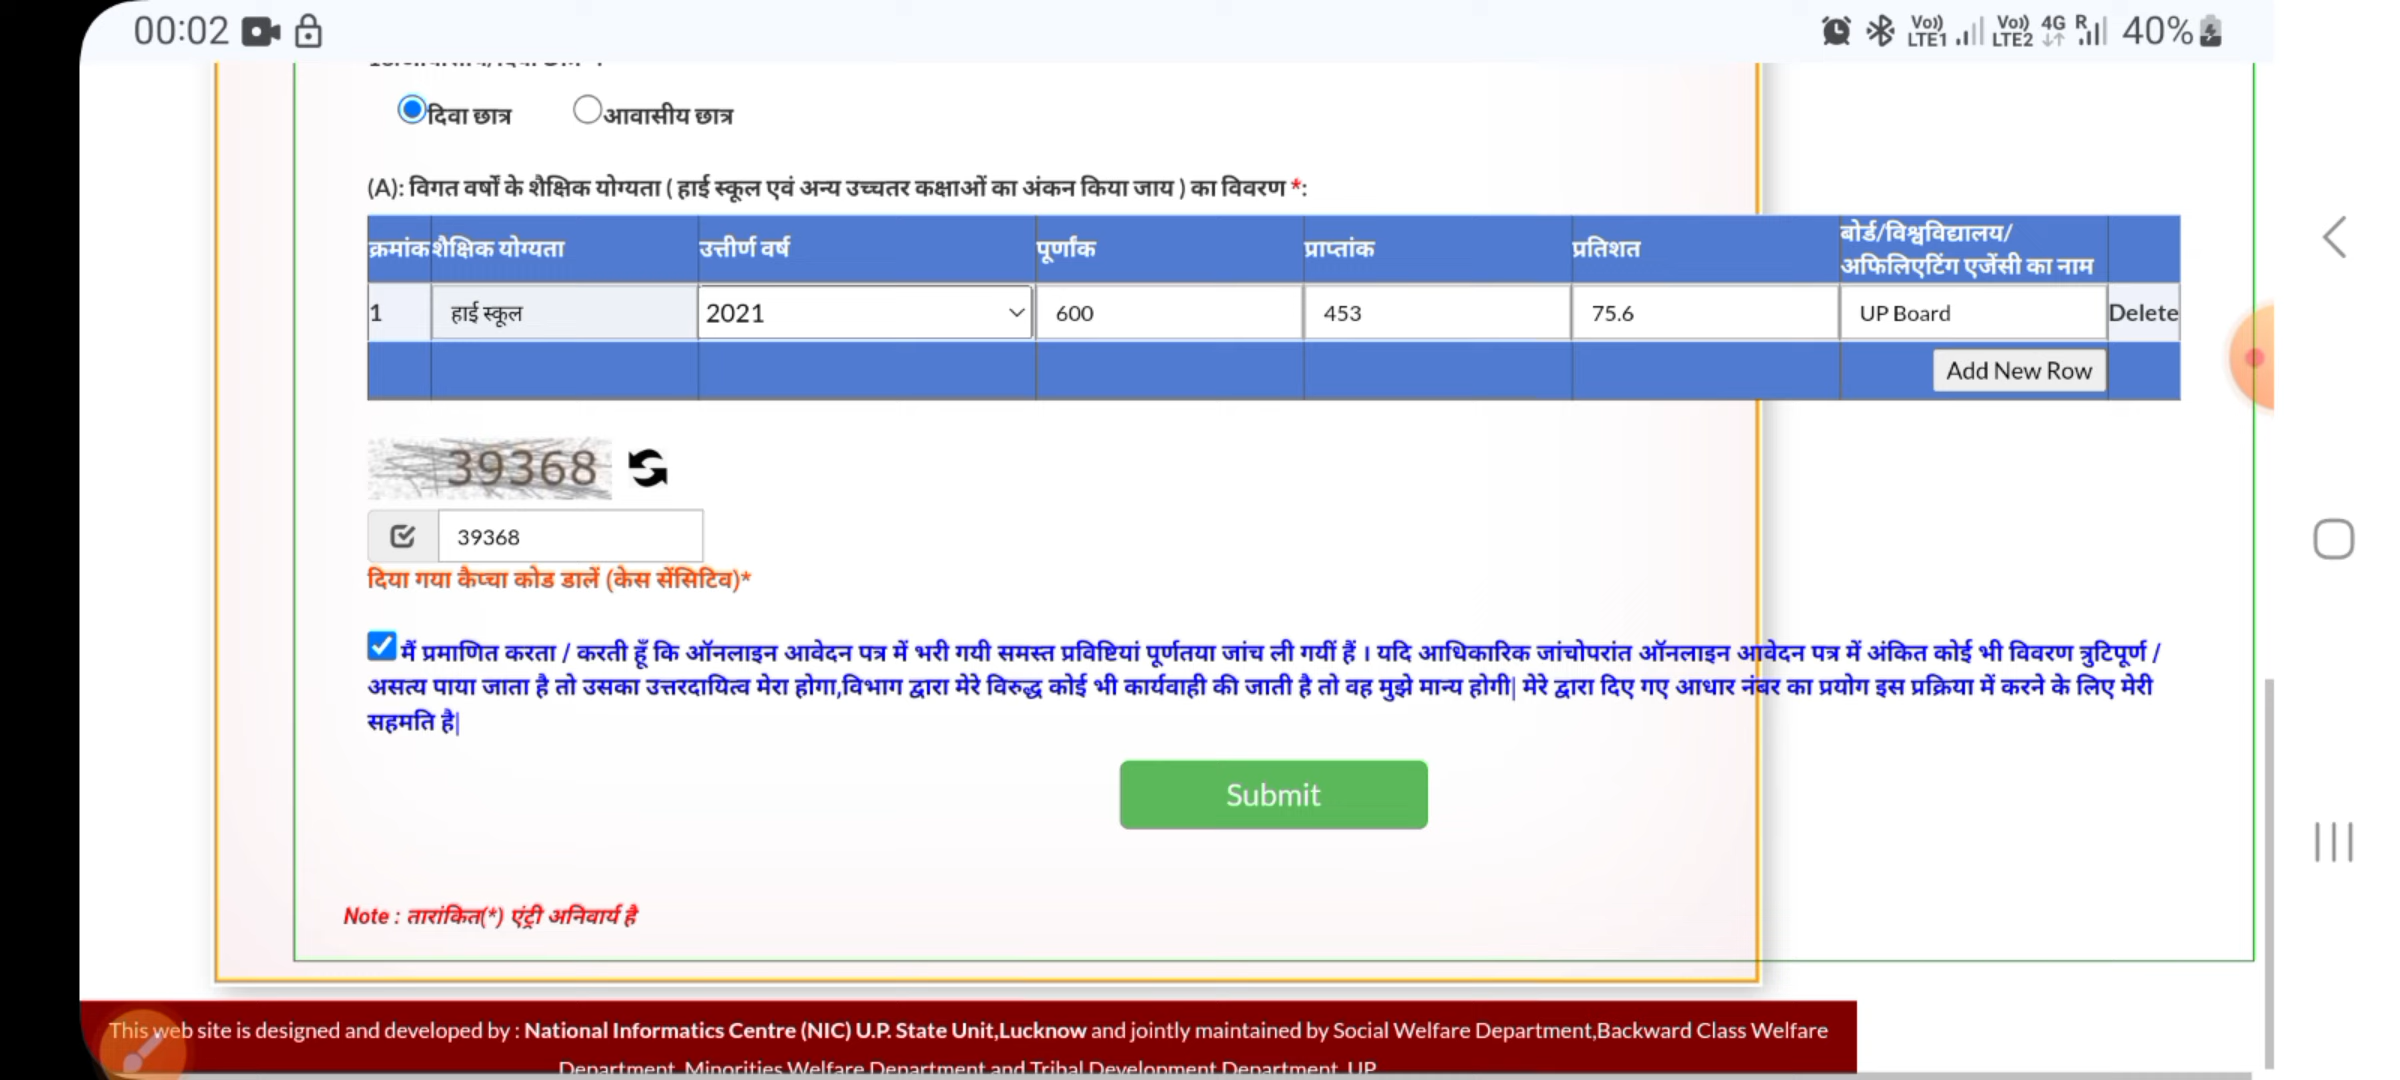 00:02
Vo)) LTE1 Vo)) LTE2 4G R 40%
दिवा छात्र आवासीय छात्र
(A): विगत वर्षों के शैक्षिक योग्यता ( हाई स्कूल एवं अन्य उच्चतर कक्षाओं का अंकन किया जाय ) का विवरण *:
क्रमांक शैक्षिक योग्यता उत्तीर्ण वर्ष पूर्णांक प्राप्तांक प्रतिशत बोर्ड/विश्वविद्यालय/
अफिलिएटिंग एजेंसी का नाम
1 हाई स्कूल 2021 600 453 75.6 UP Board Delete
Add New Row
39368
39368
दिया गया कैप्चा कोड डालें (केस सेंसिटिव)*
मैं प्रमाणित करता / करती हूँ कि ऑनलाइन आवेदन पत्र में भरी गयी समस्त प्रविष्टियां पूर्णतया जांच ली गयीं हैं । यदि आधिकारिक जांचोपरांत ऑनलाइन आवेदन पत्र में अंकित कोई भी विवरण त्रुटिपूर्ण /
असत्य पाया जाता है तो उसका उत्तरदायित्व मेरा होगा,विभाग द्वारा मेरे विरुद्ध कोई भी कार्यवाही की जाती है तो वह मुझे मान्य होगी| मेरे द्वारा दिए गए आधार नंबर का प्रयोग इस प्रक्रिया में करने के लिए मेरी
सहमति है|
Submit
Note : तारांकित(*) एंट्री अनिवार्य है
This web site is designed and developed by : National Informatics Centre (NIC) U.P. State Unit,Lucknow and jointly maintained by Social Welfare Department,Backward Class Welfare
Department, Minorities Welfare Department and Tribal Development Department, UP